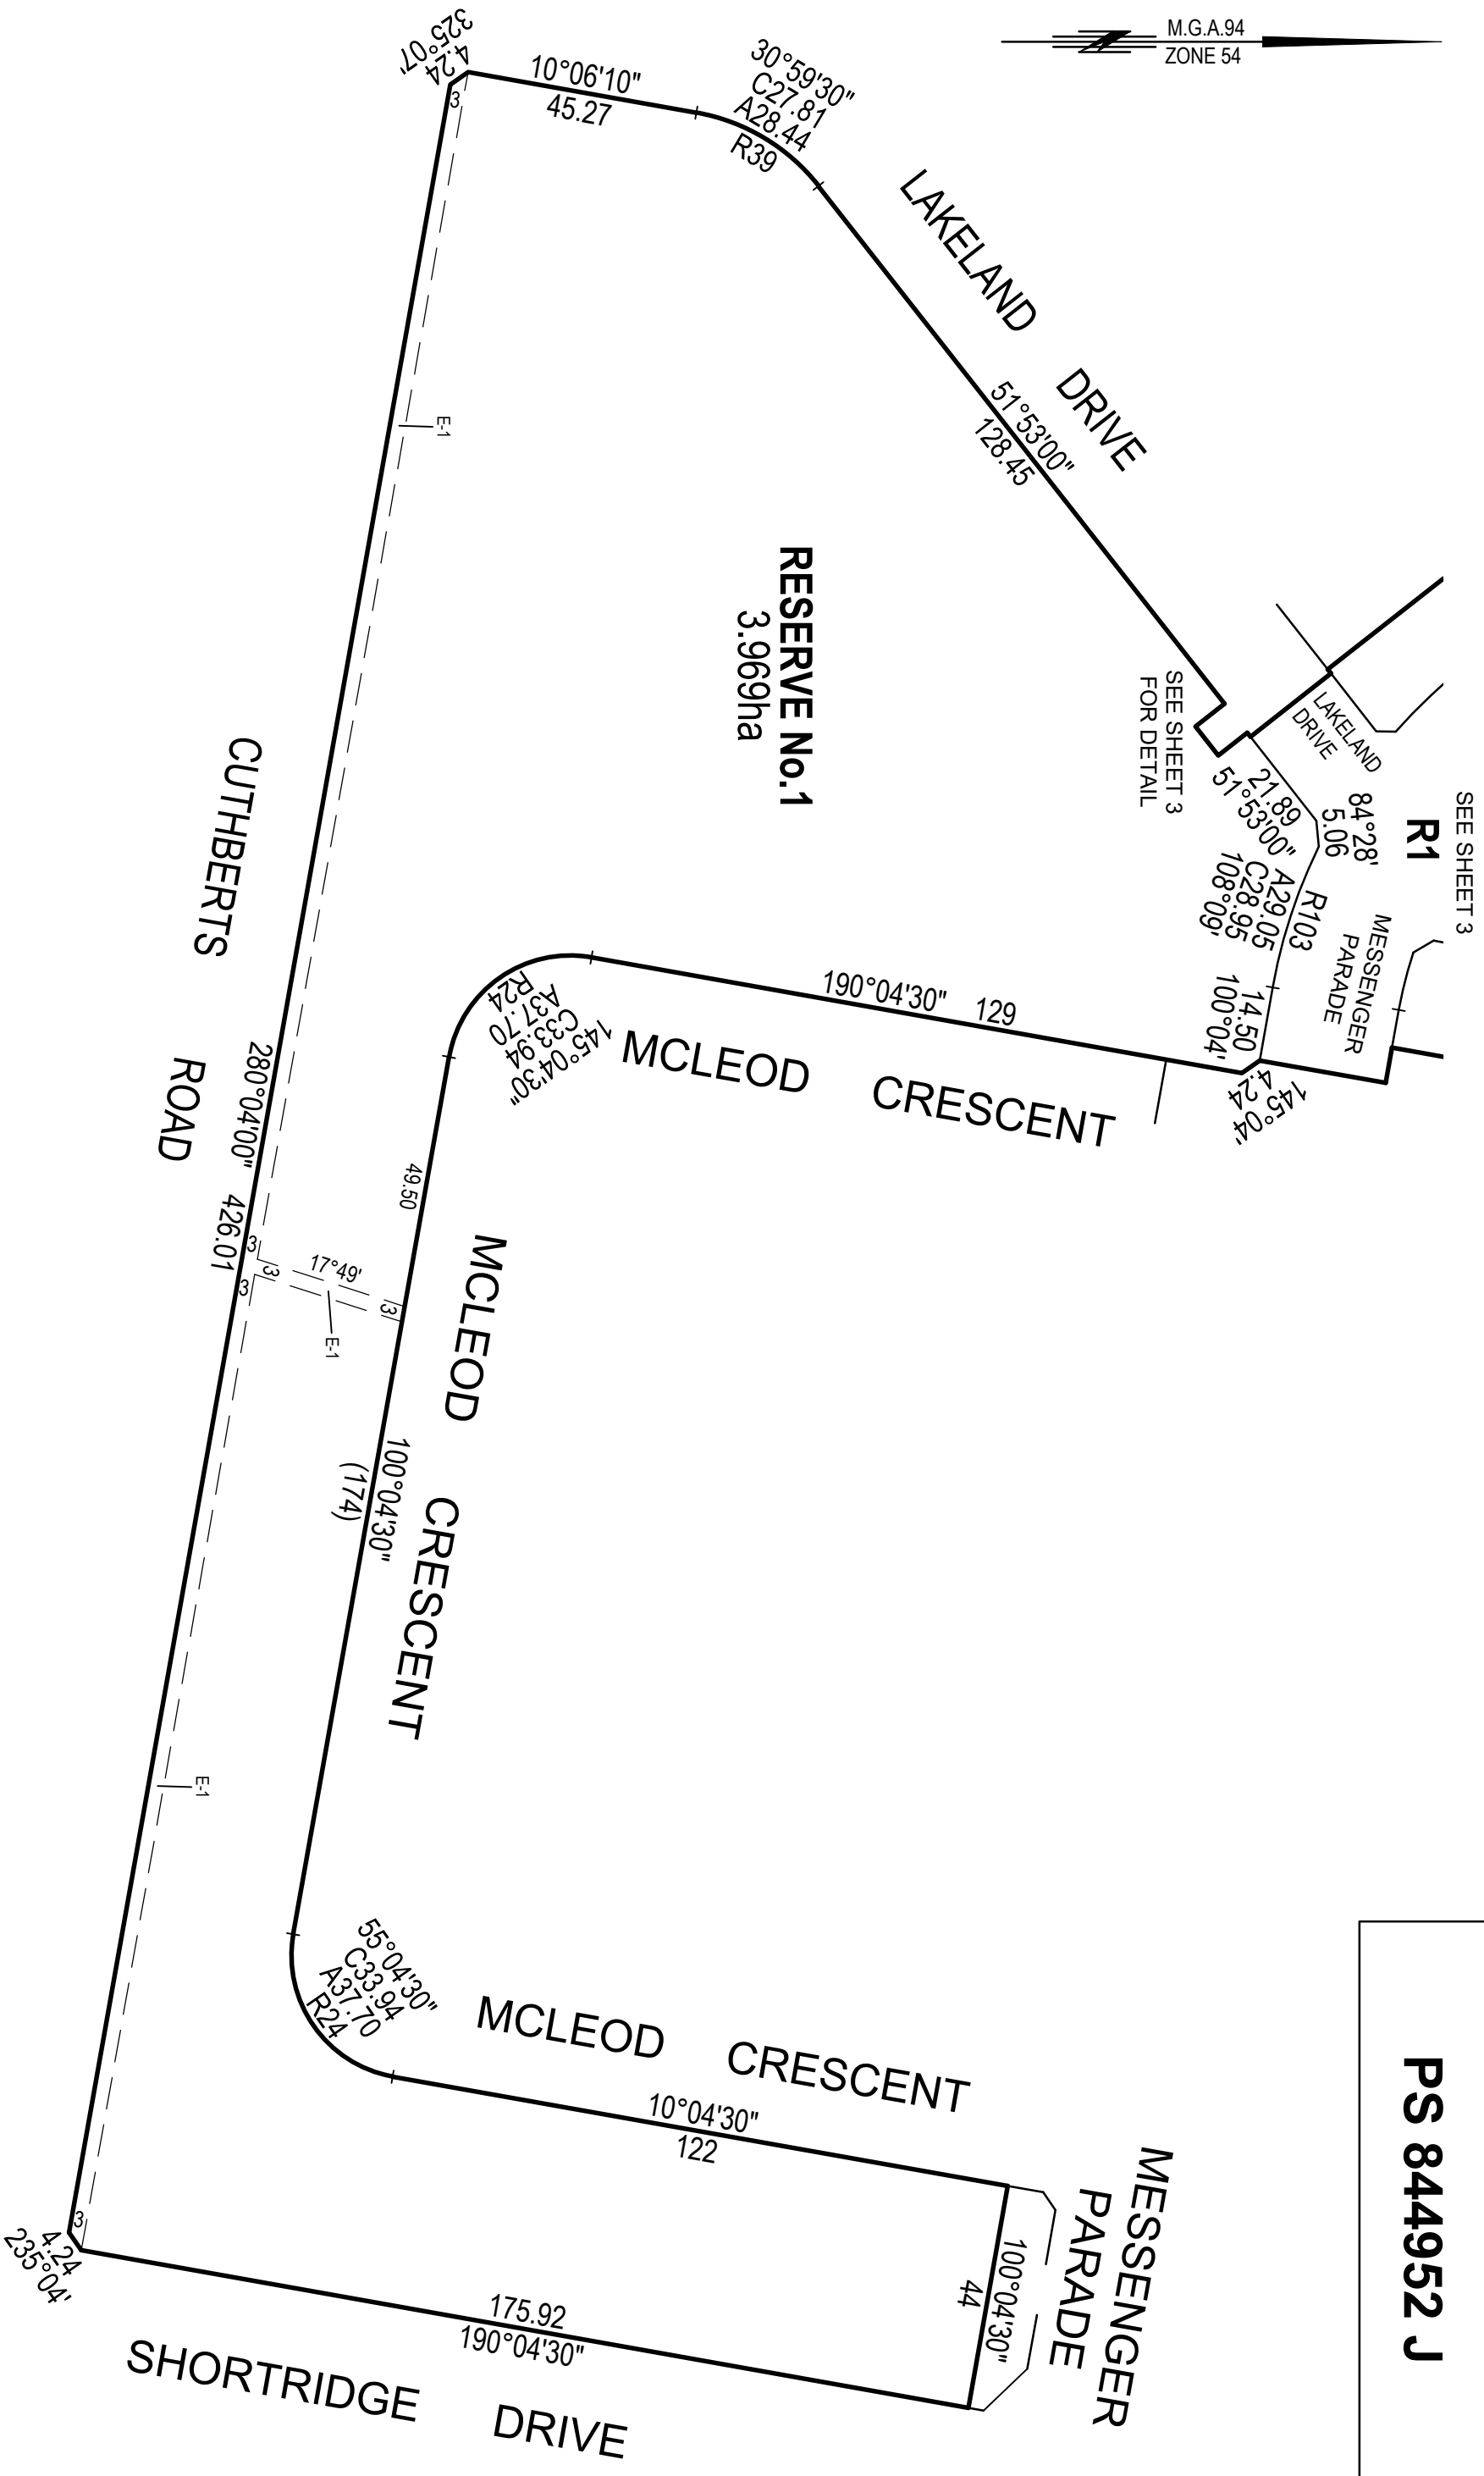 PS 844952 J
M.G.A.94
ZONE 54
SEE SHEET 3
R1
LAKELAND
DRIVE
MESSENGER
PARADE
84°28'
5.06
R103
21.89
51°53'00"
A29.05
C28.95
108°09'
14.50
100°04'
145°04'
4.24
SEE SHEET 3
FOR DETAIL
LAKELAND DRIVE
51°53'00"
128.45
30°59'30"
C27.81
A28.44
R39
10°06'10"
45.27
325°07'
4.24
3
E-1
RESERVE No.1
3.969ha
190°04'30" 129
MCLEOD CRESCENT
145°04'30"
C33.94
A37.70
R24
49.50
MCLEOD CRESCENT
100°04'30"
(174)
17°49'
3
3
3
3
E-1
CUTHBERTS ROAD
280°04'00" 426.01
E-1
55°04'30"
C33.94
A37.70
R24
MCLEOD CRESCENT
10°04'30"
122
MESSENGER
PARADE
100°04'30"
44
175.92
190°04'30"
SHORTRIDGE DRIVE
3
4.24
235°04'